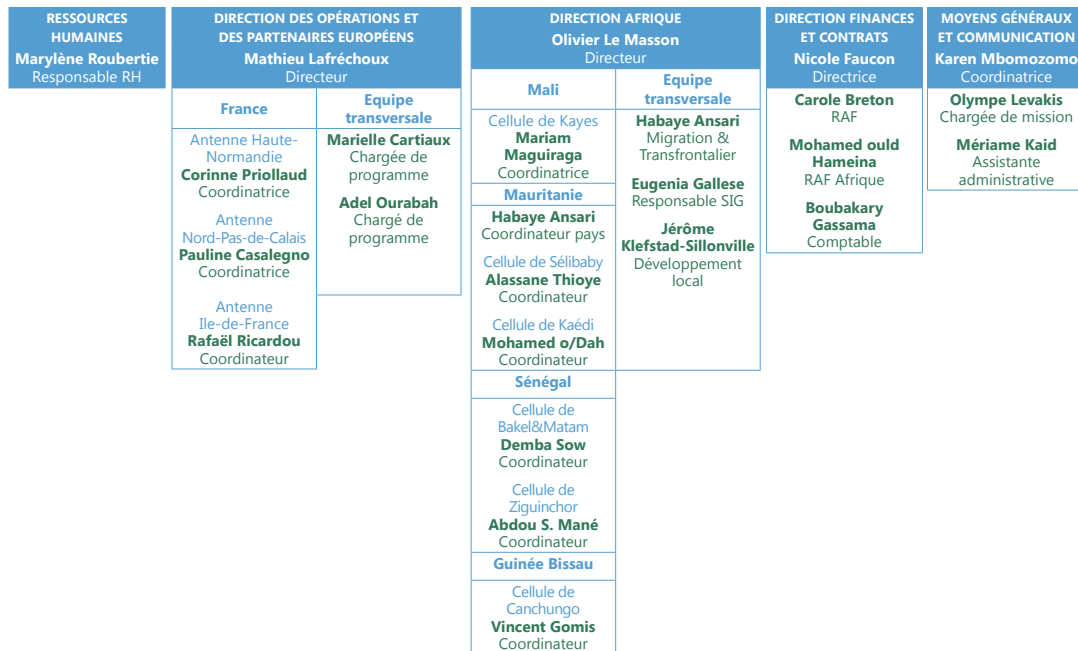 RESSOURCES
HUMAINES
Marylène Roubertie
Responsable RH
DIRECTION DES OPÉRATIONS ET
DES PARTENAIRES EUROPÉENS
Mathieu Lafréchoux
Directeur
France
Antenne Haute-
Normandie
Corinne Priollaud
Coordinatrice
Antenne
Nord-Pas-de-Calais
Pauline Casalegno
Coordinatrice
Antenne
Ile-de-France
Rafaël Ricardou
Coordinateur
Equipe
transversale
Marielle Cartiaux
Chargée de
programme
Adel Ourabah
Chargé de
programme
DIRECTION AFRIQUE
Olivier Le Masson
Directeur
Mali
Cellule de Kayes
Mariam
Maguiraga
Coordinatrice
Mauritanie
Habaye Ansari
Coordinateur pays
Cellule de Sélibaby
Alassane Thioye
Coordinateur
Cellule de Kaédi
Mohamed o/Dah
Coordinateur
Sénégal
Cellule de
Bakel&Matam
Demba Sow
Coordinateur
Cellule de
Ziguinchor
Abdou S. Mané
Coordinateur
Guinée Bissau
Cellule de
Canchungo
Vincent Gomis
Coordinateur
Equipe
transversale
Habaye Ansari
Migration &
Transfrontalier
Eugenia Gallese
Responsable SIG
Jérôme
Klefstad-Sillonville
Développement
local
DIRECTION FINANCES
ET CONTRATS
Nicole Faucon
Directrice
Carole Breton
RAF
Mohamed ould
Hameina
RAF Afrique
Boubakary
Gassama
Comptable
MOYENS GÉNÉRAUX
ET COMMUNICATION
Karen Mbomozomo
Coordinatrice
Olympe Levakis
Chargée de mission
Mériame Kaid
Assistante
administrative